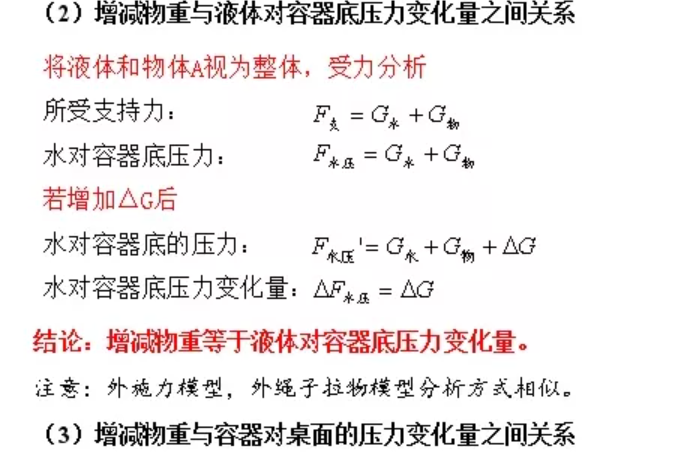 （2）增减物重与液体对容器底压力变化量之间关系
将液体和物体A视为整体，受力分析
所受支持力： F支 = G水 + G物
水对容器底压力： F水压 = G水 + G物
若增加△G后
水对容器底的压力： F水压' = G水 + G物 + ΔG
水对容器底压力变化量： ΔF水压 = ΔG
结论：增减物重等于液体对容器底压力变化量。
注意：外施力模型，外绳子拉物模型分析方式相似。
（3）增减物重与容器对桌面的压力变化量之间关系